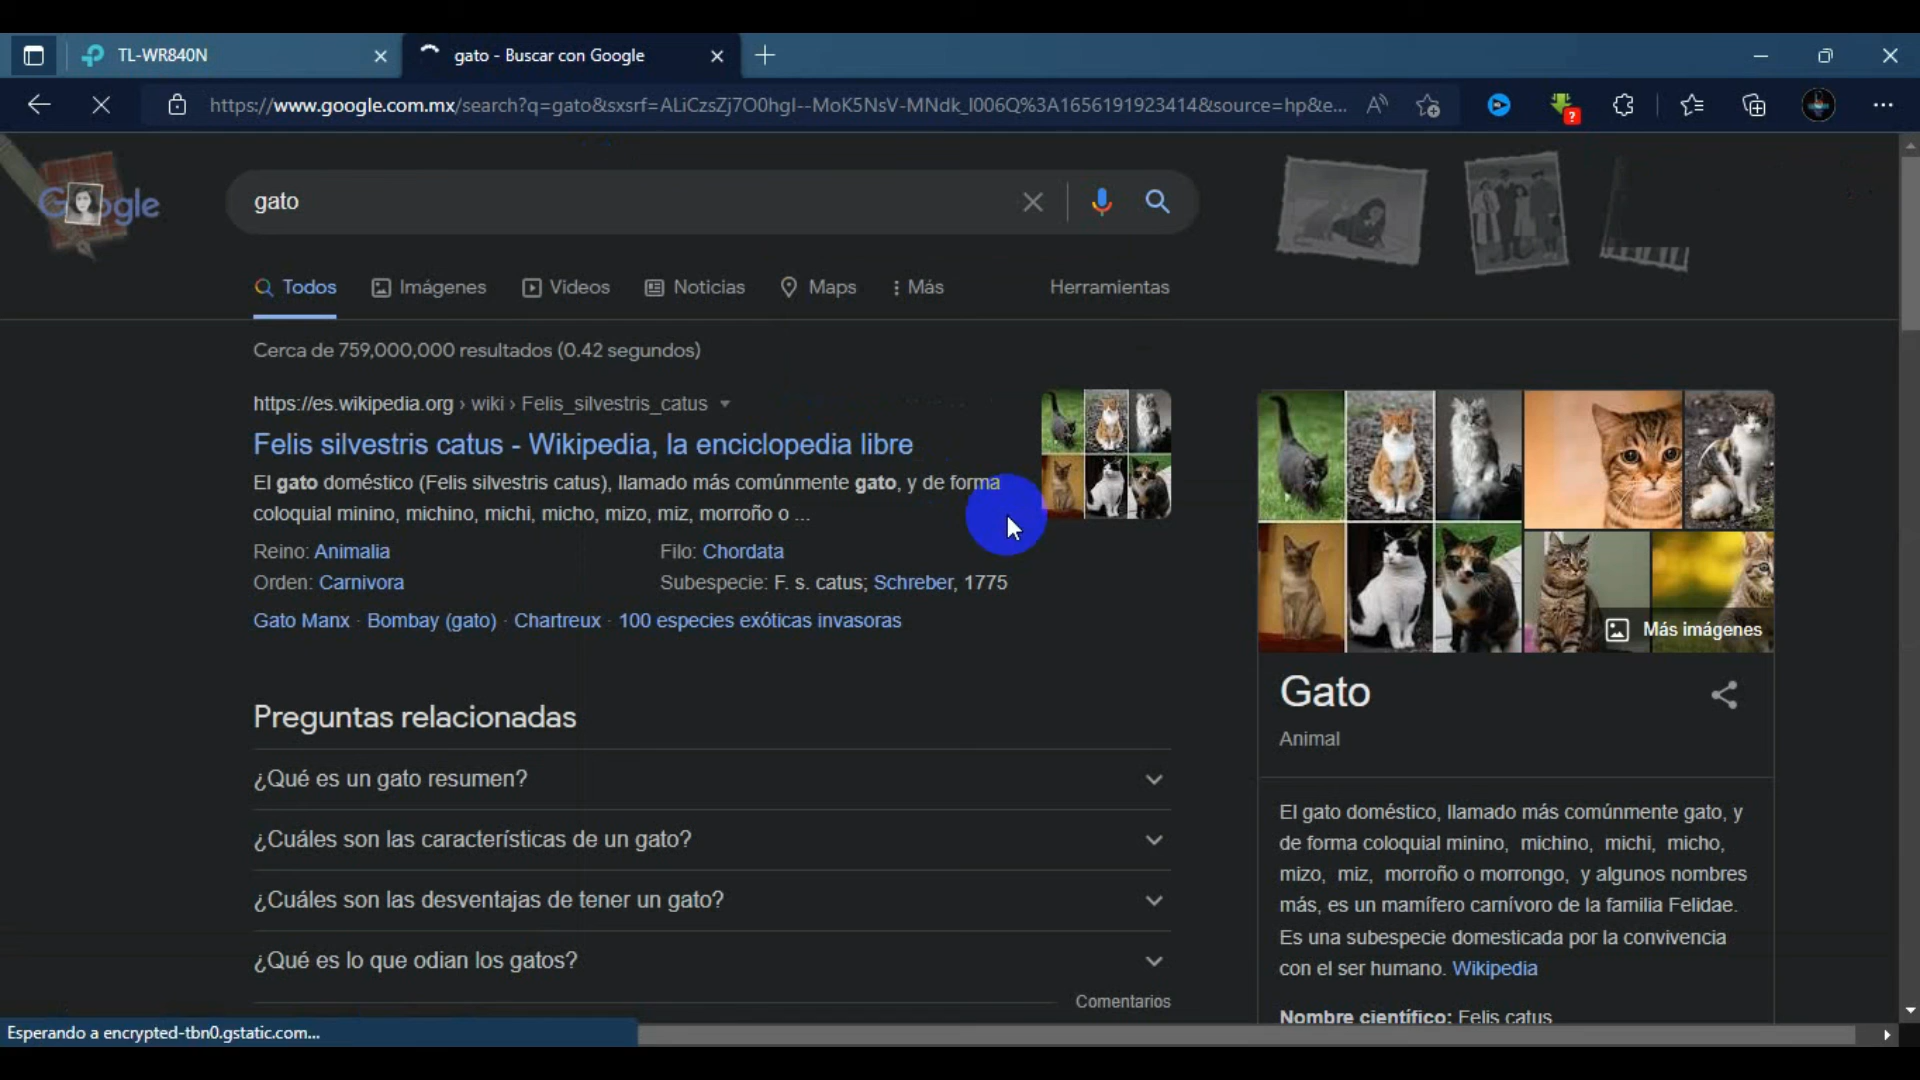 TL-WR840N
gato - Buscar con Google
https://www.google.com.mx/search?q=gato&sxsrf=ALiCzsZj7O0hgI--MoK5NsV-MNdk_I006Q%3A1656191923414&source=hp&e...
Google
gato
Todos
Imágenes
Videos
Noticias
Maps
Más
Herramientas
Cerca de 759,000,000 resultados (0.42 segundos)
https://es.wikipedia.org › wiki › Felis_silvestris_catus
Felis silvestris catus - Wikipedia, la enciclopedia libre
El gato doméstico (Felis silvestris catus), llamado más comúnmente gato, y de forma
coloquial minino, michino, michi, micho, mizo, miz, morroño o ...
Reino: Animalia
Filo: Chordata
Orden: Carnivora
Subespecie: F. s. catus; Schreber, 1775
Gato Manx · Bombay (gato) · Chartreux · 100 especies exóticas invasoras
Preguntas relacionadas
¿Qué es un gato resumen?
¿Cuáles son las características de un gato?
¿Cuáles son las desventajas de tener un gato?
¿Qué es lo que odian los gatos?
Comentarios
Más imágenes
Gato
Animal
El gato doméstico, llamado más comúnmente gato, y
de forma coloquial minino, michino, michi, micho,
mizo, miz, morroño o morrongo, y algunos nombres
más, es un mamífero carnívoro de la familia Felidae.
Es una subespecie domesticada por la convivencia
con el ser humano. Wikipedia
Nombre científico: Felis catus
Esperando a encrypted-tbn0.gstatic.com...